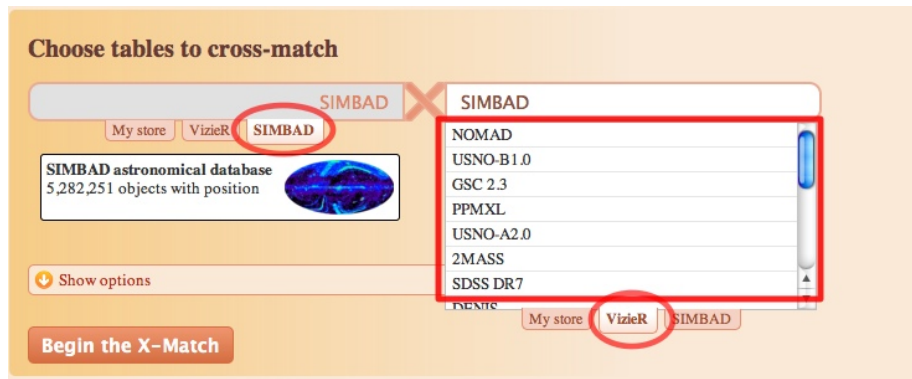 Choose tables to cross-match
SIMBAD
My store
VizieR
SIMBAD
SIMBAD astronomical database
5,282,251 objects with position
Show options
Begin the X-Match
SIMBAD
NOMAD
USNO-B1.0
GSC 2.3
PPMXL
USNO-A2.0
2MASS
SDSS DR7
DENIS
My store
VizieR
SIMBAD